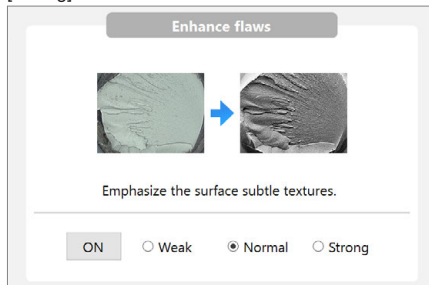 Enhance flaws
Emphasize the surface subtle textures.
ON Weak Normal Strong